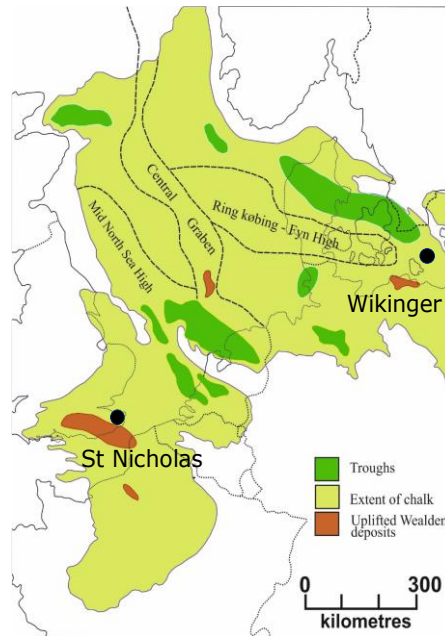 Central
Graben
Ring købing - Fyn High
Mid North Sea High
Wikinger
St Nicholas
Troughs
Extent of chalk
Uplifted Wealden
deposits
0 300
kilometres